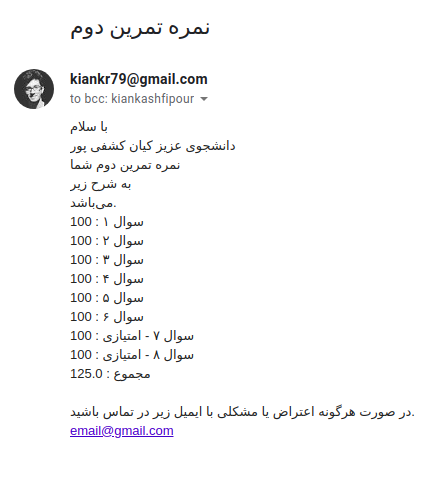 نمره تمرین دوم
kiankr79@gmail.com
to bcc: kiankashfipour
با سلام
دانشجوی عزیز کیان کشفی پور
نمره تمرین دوم شما
به شرح زیر
می‌باشد.
سوال ۱ : 100
سوال ۲ : 100
سوال ۳ : 100
سوال ۴ : 100
سوال ۵ : 100
سوال ۶ : 100
سوال ۷ - امتیازی : 100
سوال ۸ - امتیازی : 100
مجموع : 125.0
در صورت هرگونه اعتراض یا مشکلی با ایمیل زیر در تماس باشید.
email@gmail.com